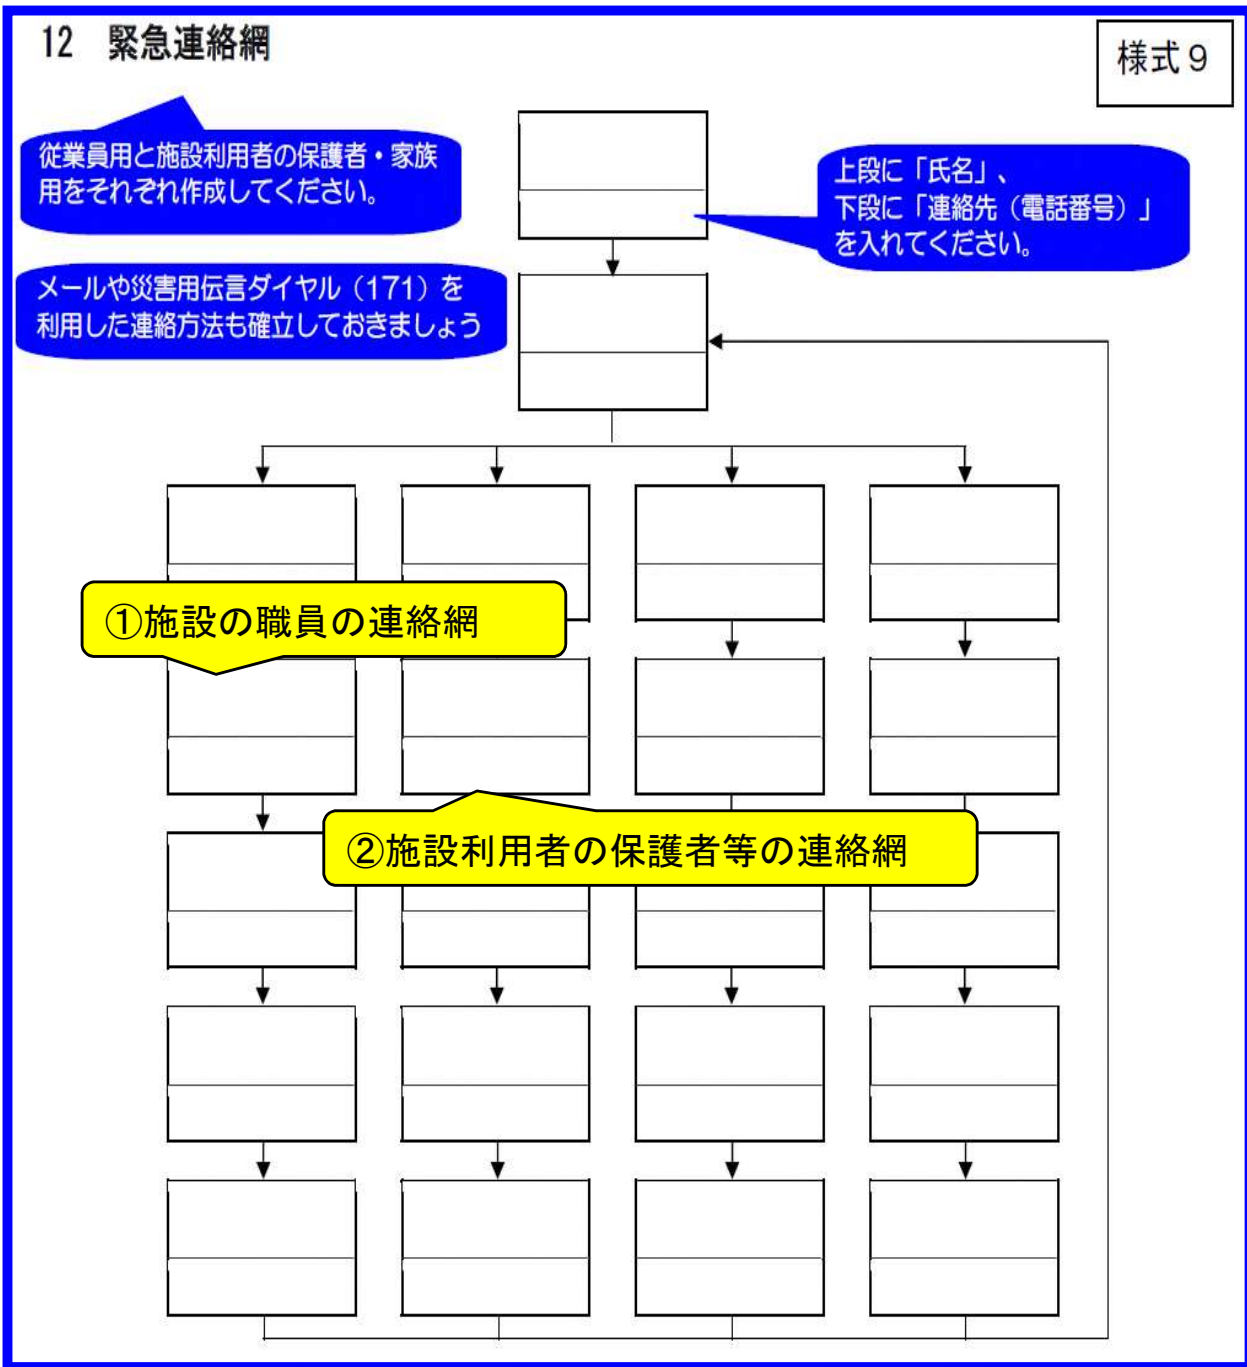 12　緊急連絡網
様式９
従業員用と施設利用者の保護者・家族
用をそれぞれ作成してください。
上段に「氏名」、
下段に「連絡先（電話番号）」
を入れてください。
メールや災害用伝言ダイヤル（171）を
利用した連絡方法も確立しておきましょう
①施設の職員の連絡網
②施設利用者の保護者等の連絡網